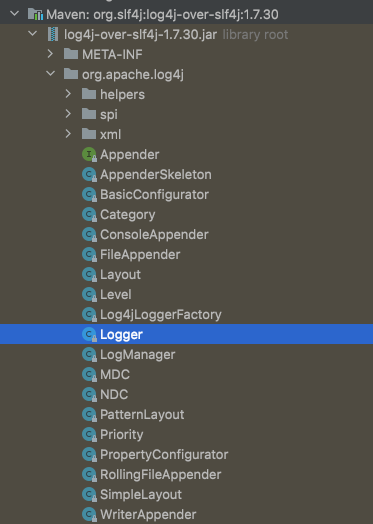 Maven: org.slf4j:log4j-over-slf4j:1.7.30
log4j-over-slf4j-1.7.30.jar library root
META-INF
org.apache.log4j
helpers
spi
xml
Appender
AppenderSkeleton
BasicConfigurator
Category
ConsoleAppender
FileAppender
Layout
Level
Log4jLoggerFactory
Logger
LogManager
MDC
NDC
PatternLayout
Priority
PropertyConfigurator
RollingFileAppender
SimpleLayout
WriterAppender